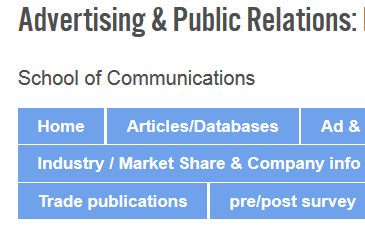 Advertising & Public Relations:
School of Communications
Home Articles/Databases Ad &
Industry / Market Share & Company info
Trade publications pre/post survey